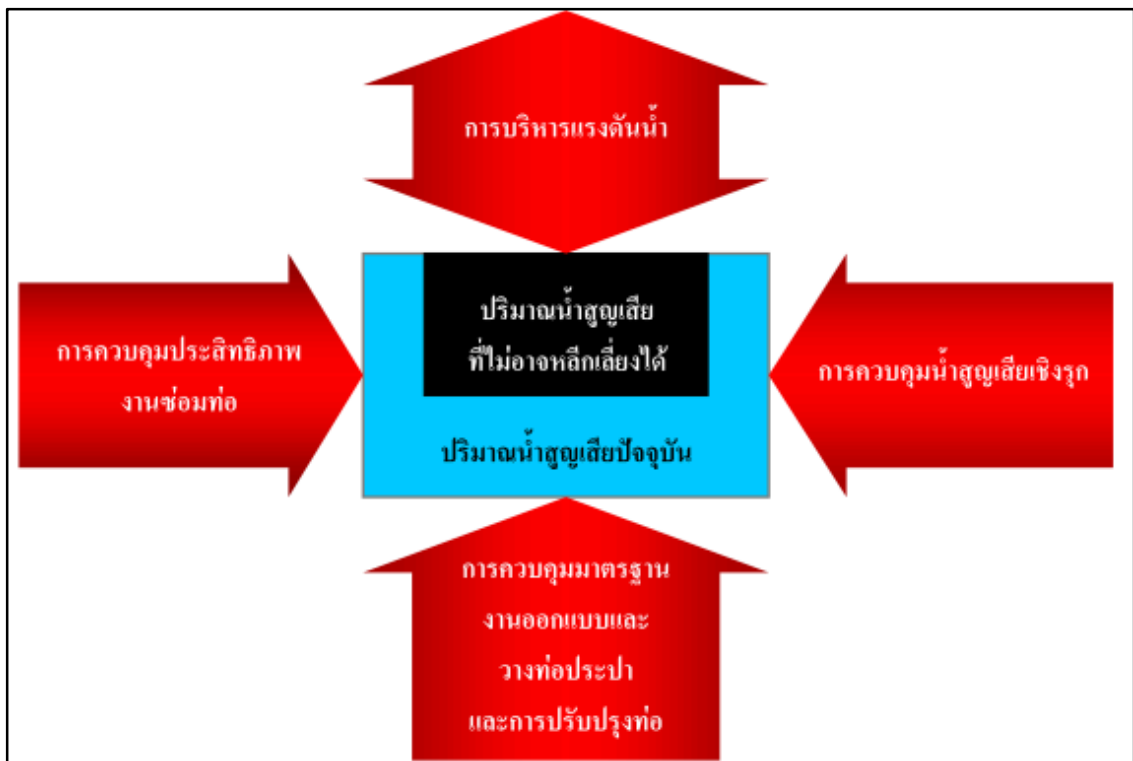 การบริหารแรงดันน้ำ
การควบคุมประสิทธิภาพ
งานซ่อมท่อ
ปริมาณน้ำสูญเสีย
ที่ไม่อาจหลีกเลี่ยงได้
ปริมาณน้ำสูญเสียปัจจุบัน
การควบคุมน้ำสูญเสียเชิงรุก
การควบคุมมาตรฐาน
งานออกแบบและ
วางท่อประปา
และการปรับปรุงท่อ